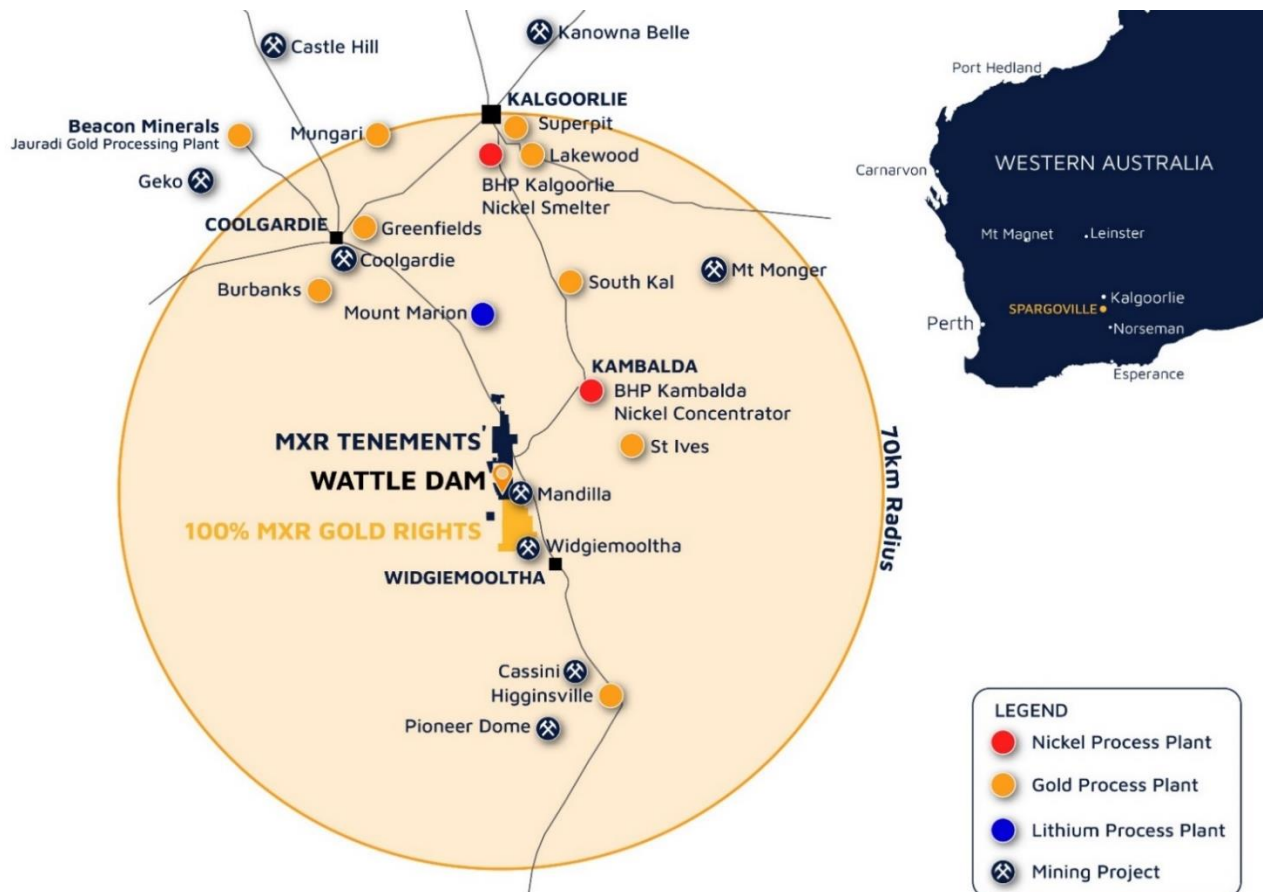 Castle Hill
Kanowna Belle
KALGOORLIE
Superpit
Beacon Minerals
Jauradi Gold Processing Plant
Mungari
Lakewood
Geko
BHP Kalgoorlie
Nickel Smelter
COOLGARDIE
Greenfields
Coolgardie
Burbanks
South Kal
Mt Monger
Mount Marion
KAMBALDA
BHP Kambalda
Nickel Concentrator
MXR TENEMENTS'
St Ives
WATTLE DAM
Mandilla
100% MXR GOLD RIGHTS
Widgiemooltha
WIDGIEMOOLTHA
70km Radius
Cassini
Higginsville
Pioneer Dome
Port Hedland
WESTERN AUSTRALIA
Carnarvon
Mt Magnet
Leinster
Kalgoorlie
SPARGOVILLE
Perth
Norseman
Esperance
LEGEND
Nickel Process Plant
Gold Process Plant
Lithium Process Plant
Mining Project